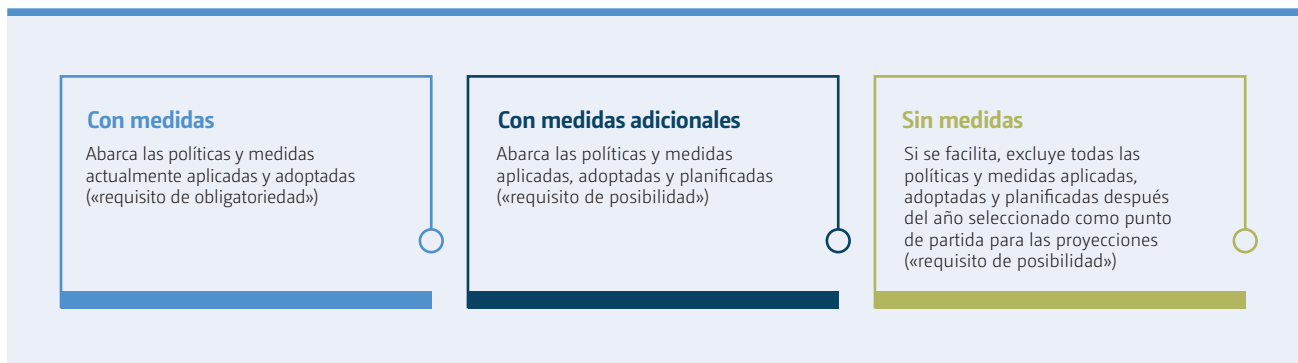 Con medidas
Abarca las políticas y medidas
actualmente aplicadas y adoptadas
(«requisito de obligatoriedad»)
Con medidas adicionales
Abarca las políticas y medidas
aplicadas, adoptadas y planificadas
(«requisito de posibilidad»)
Sin medidas
Si se facilita, excluye todas las
políticas y medidas aplicadas,
adoptadas y planificadas después
del año seleccionado como punto
de partida para las proyecciones
(«requisito de posibilidad»)